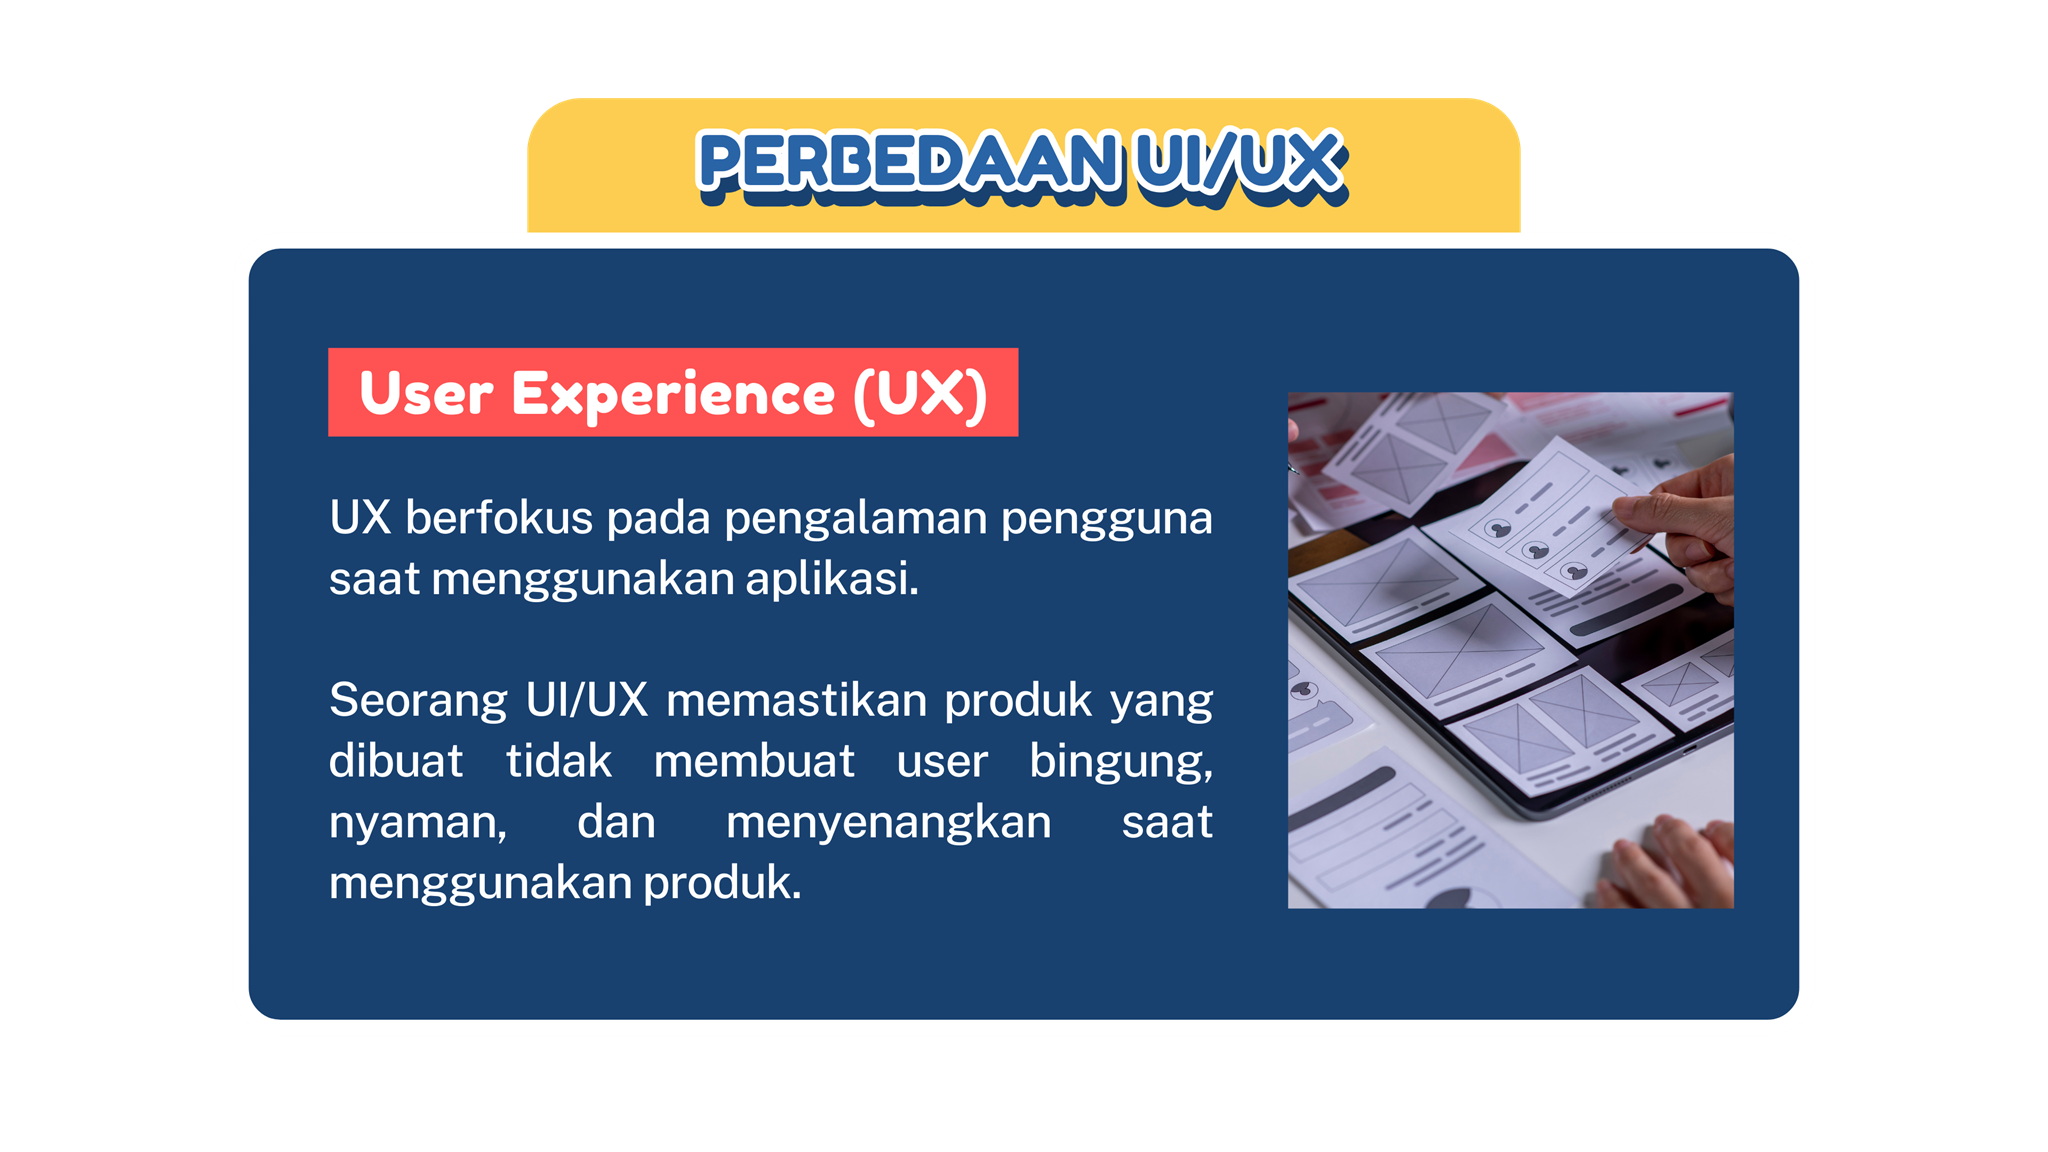 PERBEDAAN UI/UX
User Experience (UX)
UX berfokus pada pengalaman pengguna
saat menggunakan aplikasi.
Seorang UI/UX memastikan produk yang
dibuat tidak membuat user bingung,
nyaman, dan menyenangkan saat
menggunakan produk.